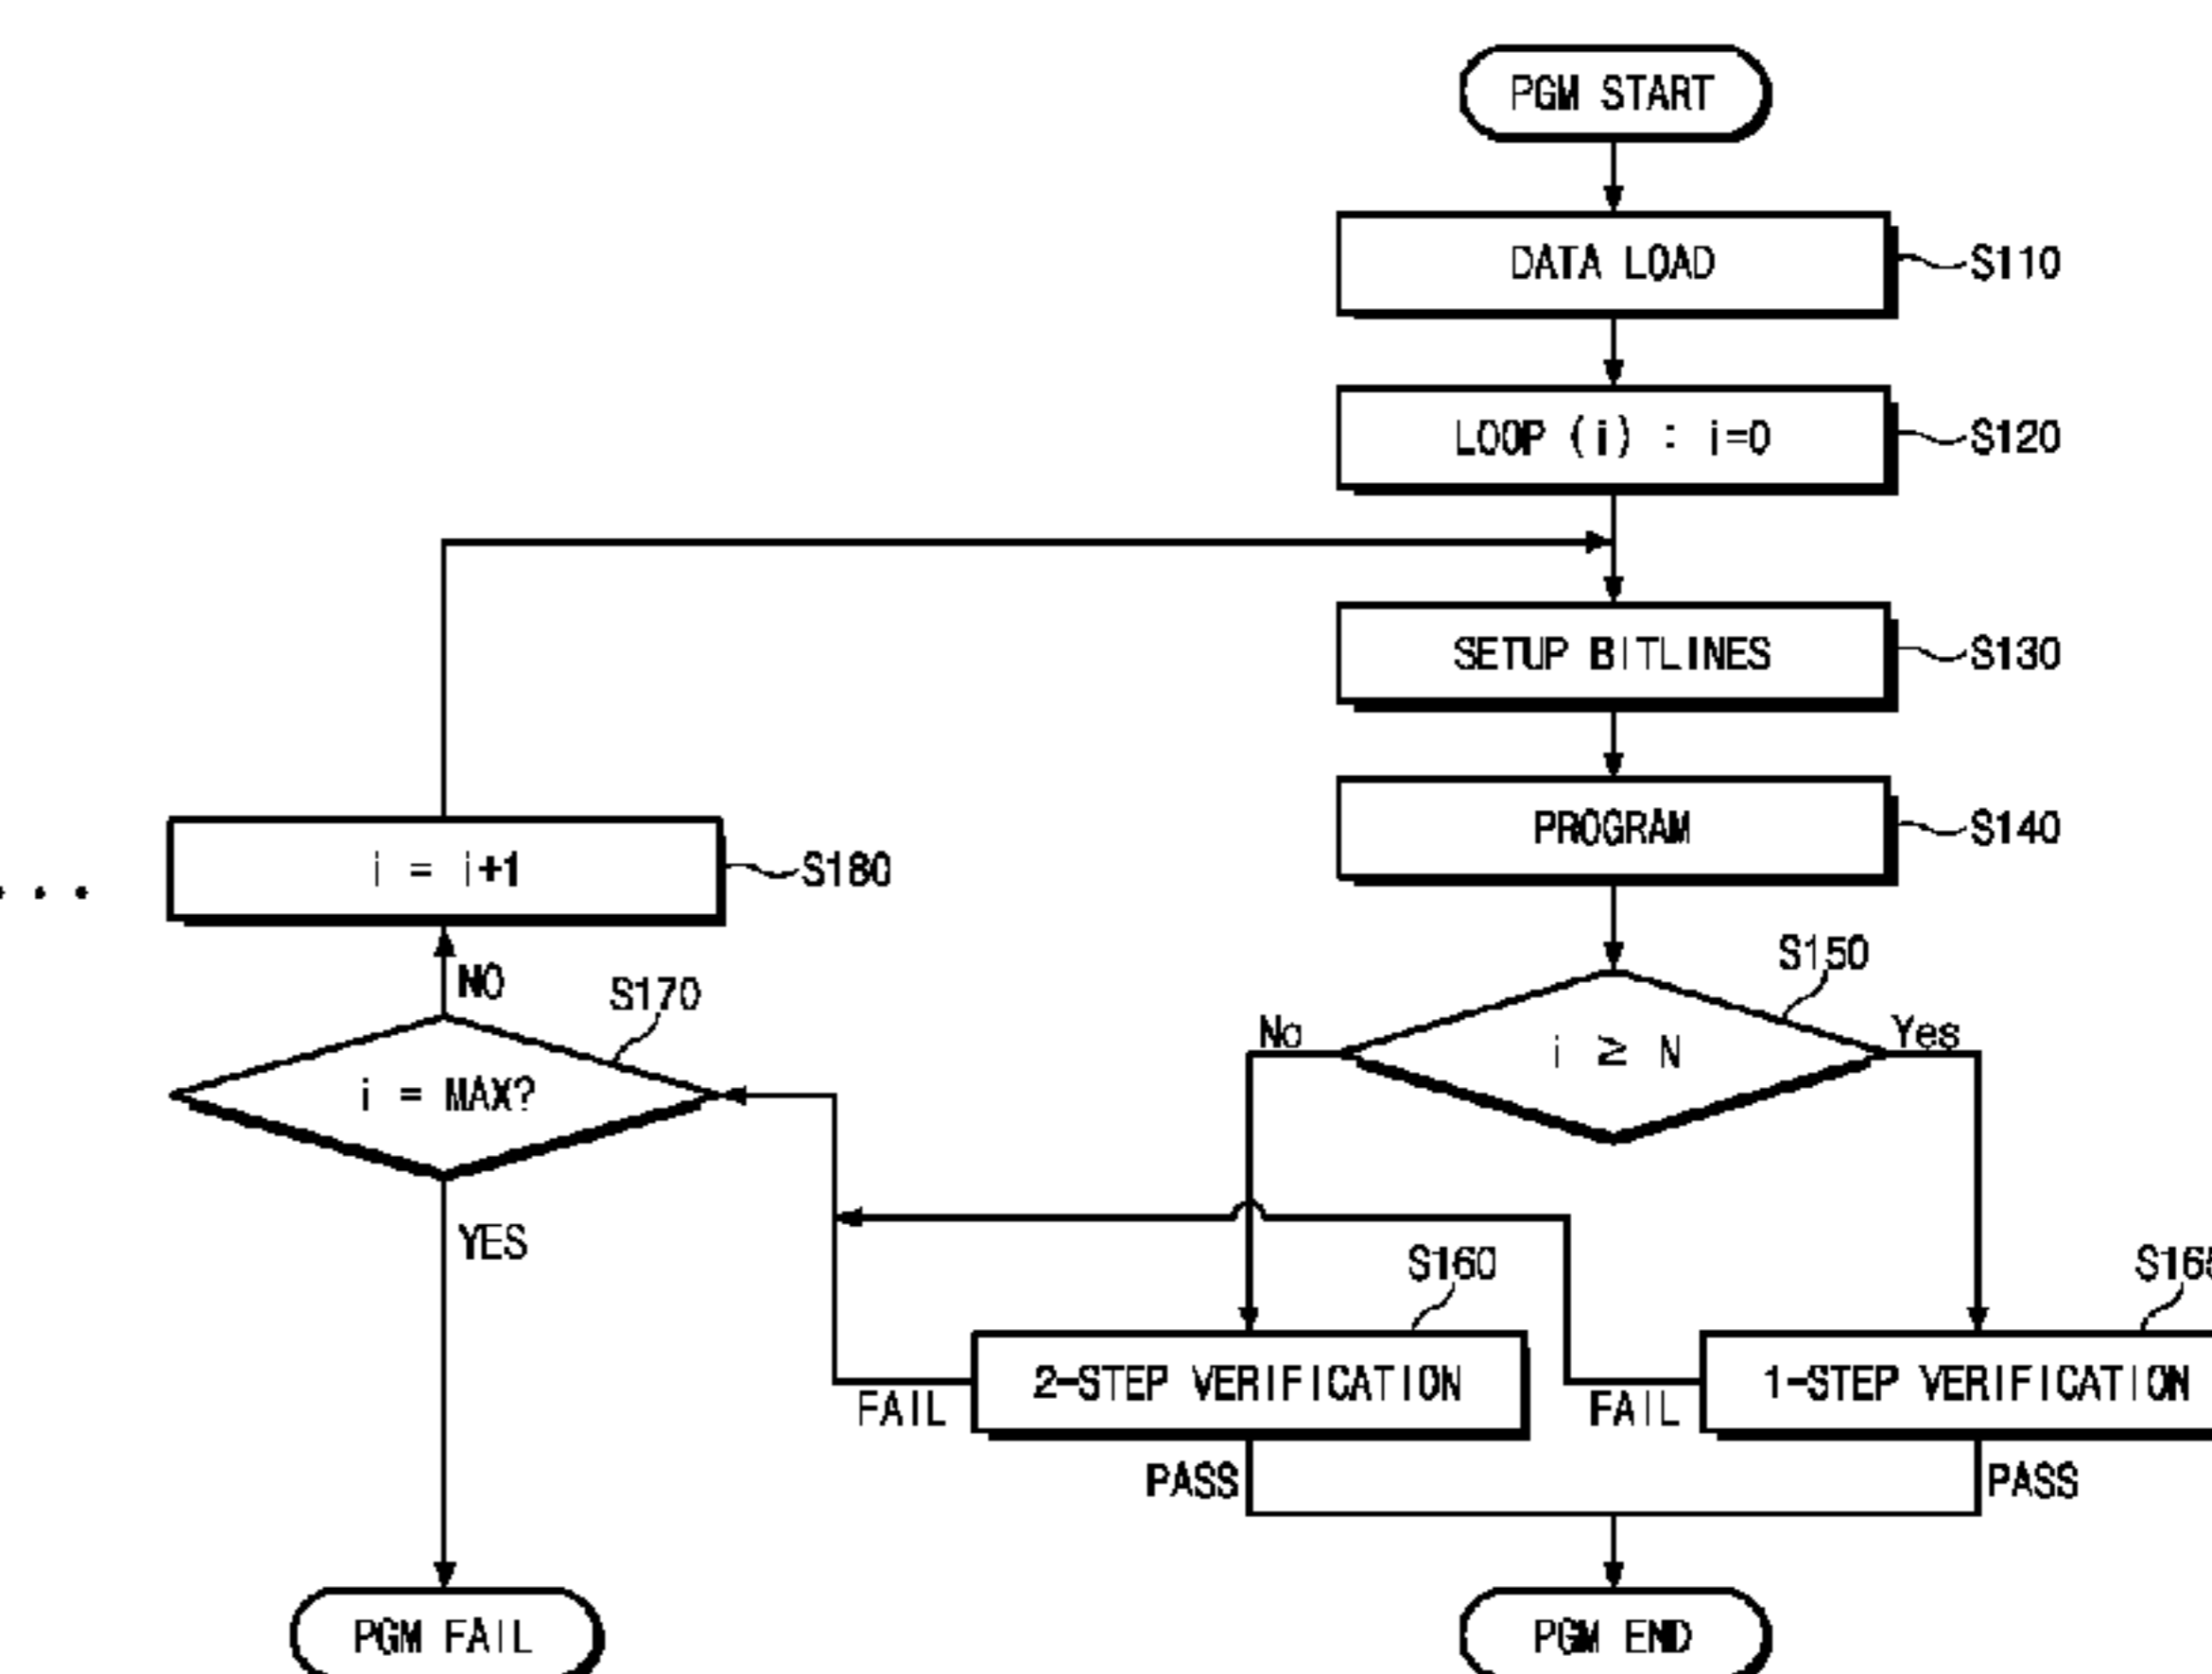 PGM START
DATA LOAD
S110
LOOP (i) : i=0
S120
SETUP BITLINES
S130
PROGRAM
S140
i = i+1
S180
...
NO
S170
i = MAX?
YES
S150
No
i ≥ N
Yes
S160
2-STEP VERIFICATION
FAIL
PASS
1-STEP VERIFICATION
FAIL
PASS
PGM FAIL
PGM END